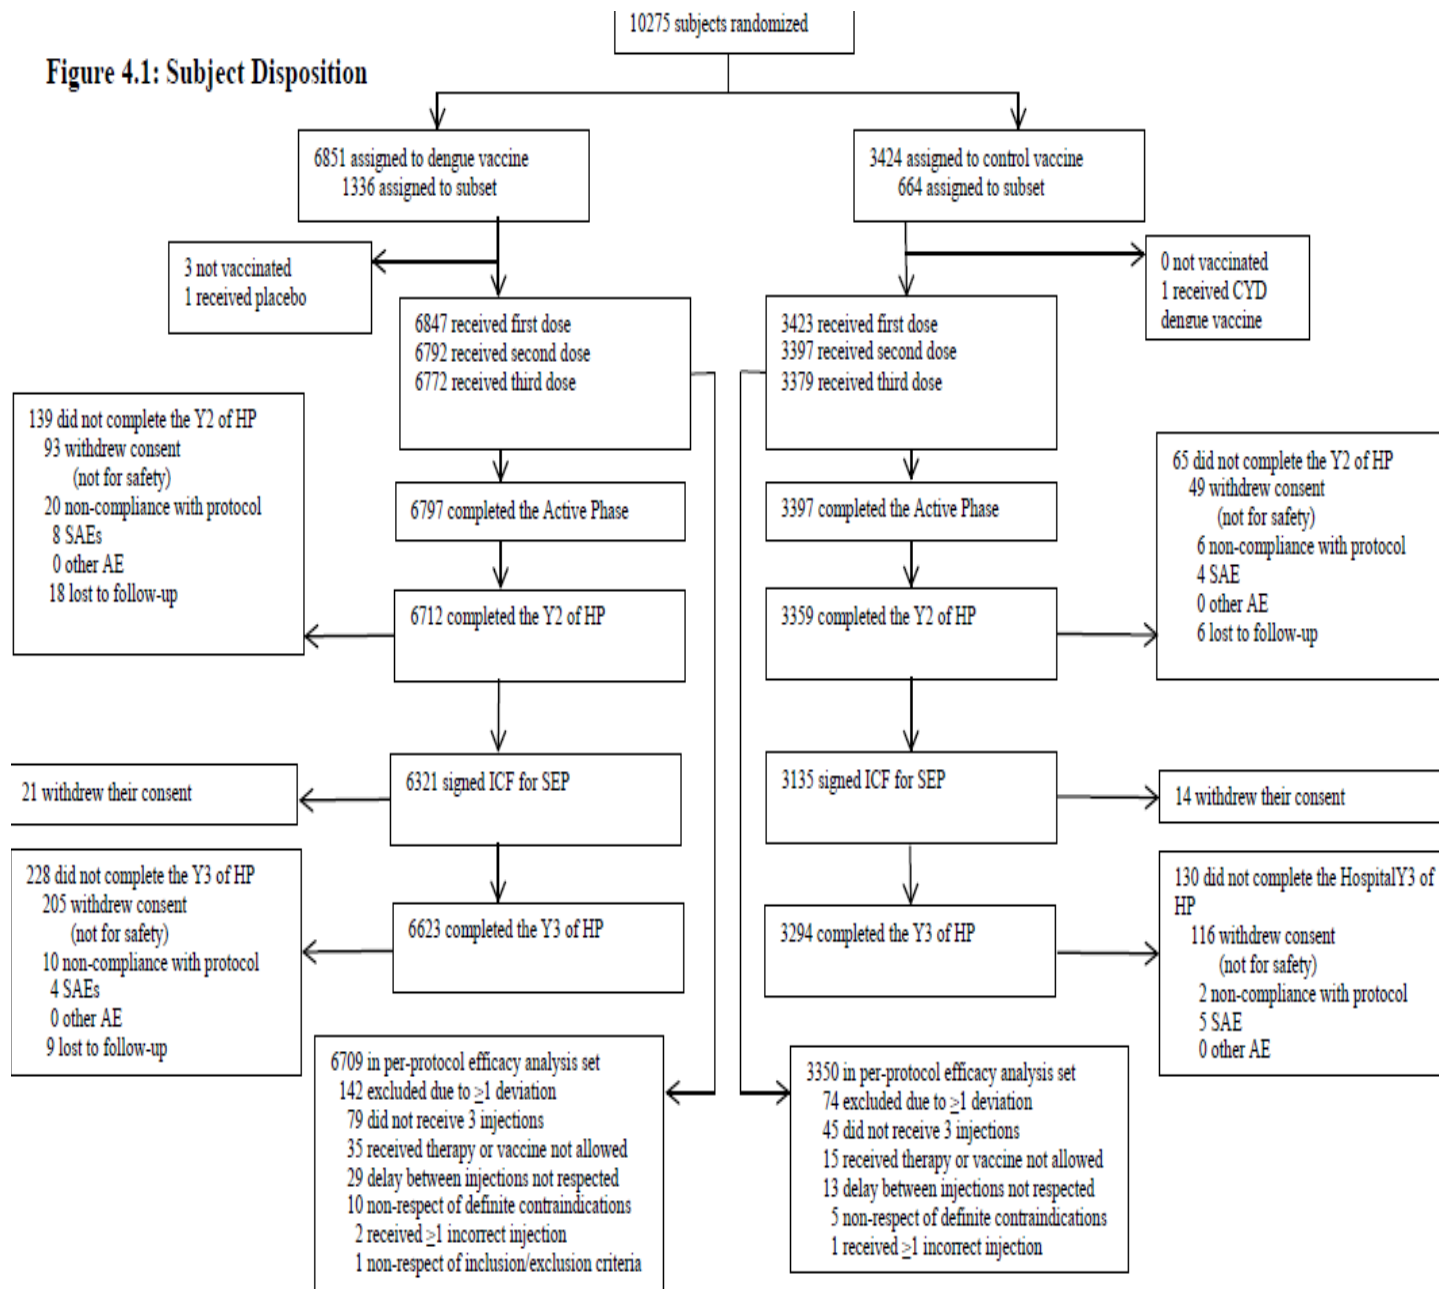 10275 subjects randomized
Figure 4.1: Subject Disposition
6851 assigned to dengue vaccine
1336 assigned to subset
3424 assigned to control vaccine
664 assigned to subset
3 not vaccinated
1 received placebo
0 not vaccinated
1 received CYD
dengue vaccine
6847 received first dose
6792 received second dose
6772 received third dose
3423 received first dose
3397 received second dose
3379 received third dose
139 did not complete the Y2 of HP
93 withdrew consent
(not for safety)
20 non-compliance with protocol
8 SAEs
0 other AE
18 lost to follow-up
65 did not complete the Y2 of HP
49 withdrew consent
(not for safety)
6 non-compliance with protocol
4 SAE
0 other AE
6 lost to follow-up
6797 completed the Active Phase
3397 completed the Active Phase
6712 completed the Y2 of HP
3359 completed the Y2 of HP
21 withdrew their consent
6321 signed ICF for SEP
3135 signed ICF for SEP
14 withdrew their consent
228 did not complete the Y3 of HP
205 withdrew consent
(not for safety)
10 non-compliance with protocol
4 SAEs
0 other AE
9 lost to follow-up
6623 completed the Y3 of HP
3294 completed the Y3 of HP
130 did not complete the HospitalY3 of
HP
116 withdrew consent
(not for safety)
2 non-compliance with protocol
5 SAE
0 other AE
6709 in per-protocol efficacy analysis set
142 excluded due to ≥1 deviation
79 did not receive 3 injections
35 received therapy or vaccine not allowed
29 delay between injections not respected
10 non-respect of definite contraindications
2 received ≥1 incorrect injection
1 non-respect of inclusion/exclusion criteria
3350 in per-protocol efficacy analysis set
74 excluded due to ≥1 deviation
45 did not receive 3 injections
15 received therapy or vaccine not allowed
13 delay between injections not respected
5 non-respect of definite contraindications
1 received ≥1 incorrect injection